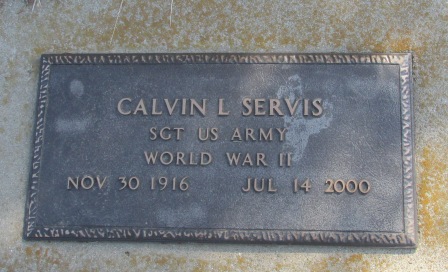 CALVIN L SERVIS
SGT US ARMY
WORLD WAR II
NOV 30 1916 JUL 14 2000